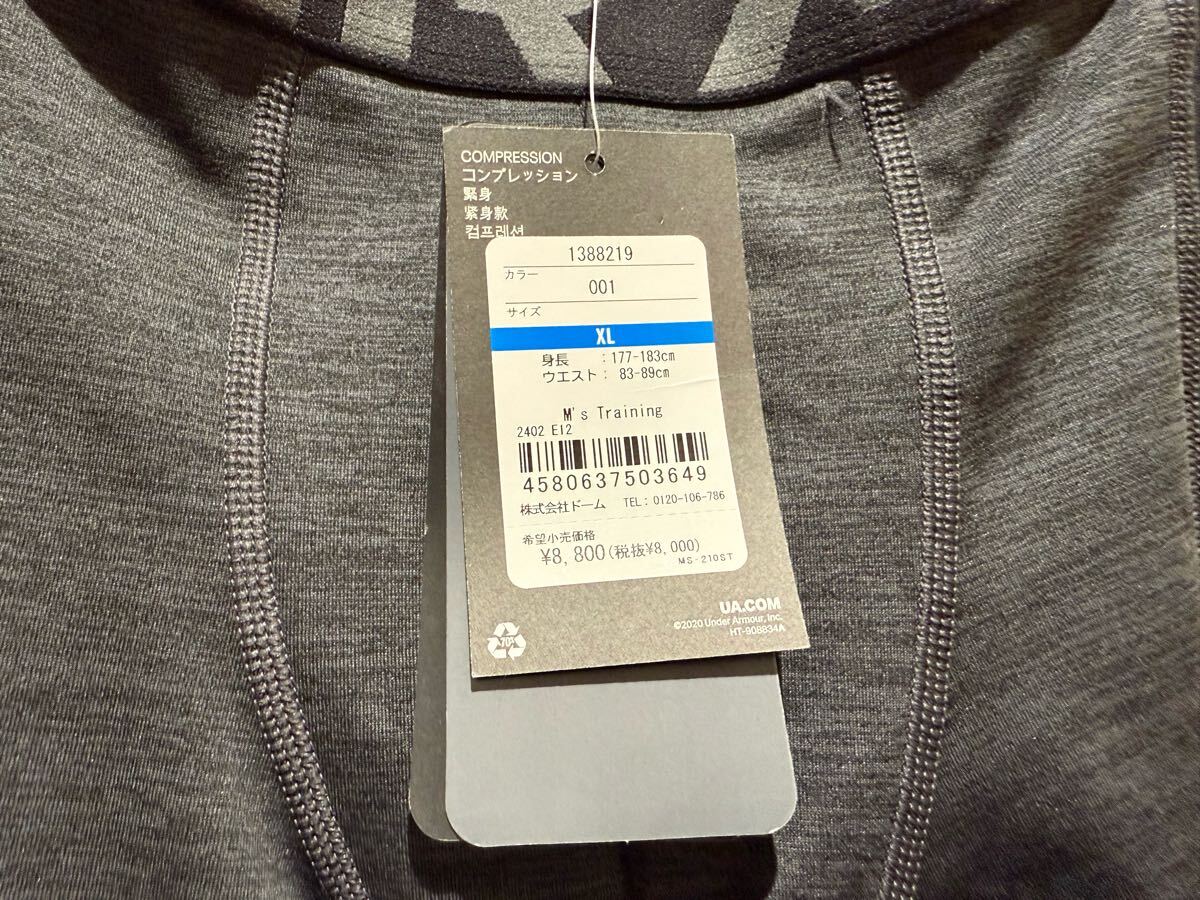 COMPRESSION
コンプレッション
緊身
紧身款
컴프레션
1388219
カラー
001
サイズ
XL
身長 : 177-183cm
ウエスト : 83-89cm
M's Training
2402 E12
4580637503649
株式会社ドーム TEL: 0120-106-786
希望小売価格
¥8,800(税抜¥8,000)
MS-210ST
UA.COM
©2020 Under Armour, Inc.
HT-908834A